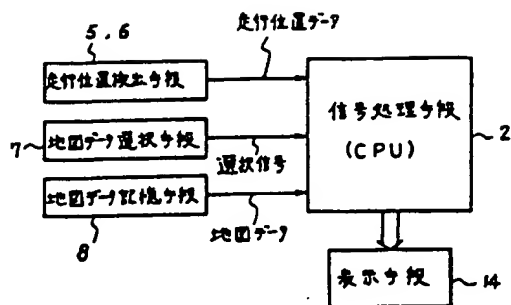 5,6
走行位置データ
走行位置検出手段
信号処理手段
(CPU)
2
7
地図データ選択手段
選択信号
地図データ記憶手段
地図データ
8
表示手段
14